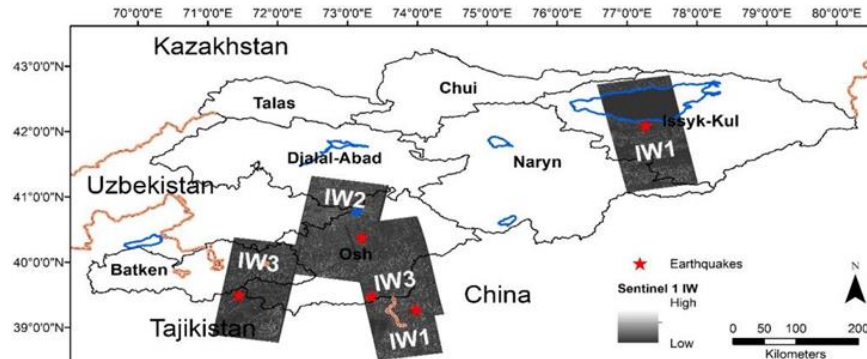 70°0'0"E 71°0'0"E 72°0'0"E 73°0'0"E 74°0'0"E 75°0'0"E 76°0'0"E 77°0'0"E 78°0'0"E 79°0'0"E 80°0'0"E
Kazakhstan
43°0'0"N
Chui
Talas
42°0'0"N
Issyk-Kul
IW1
Djalal-Abad
Naryn
Uzbekistan
41°0'0"N
IW2
Osh
40°0'0"N
Batken
IW3
IW3
China
39°0'0"N
Tajikistan
IW1
Earthquakes
Sentinel 1 IW
High
Low
N
0 50 100 200
Kilometers